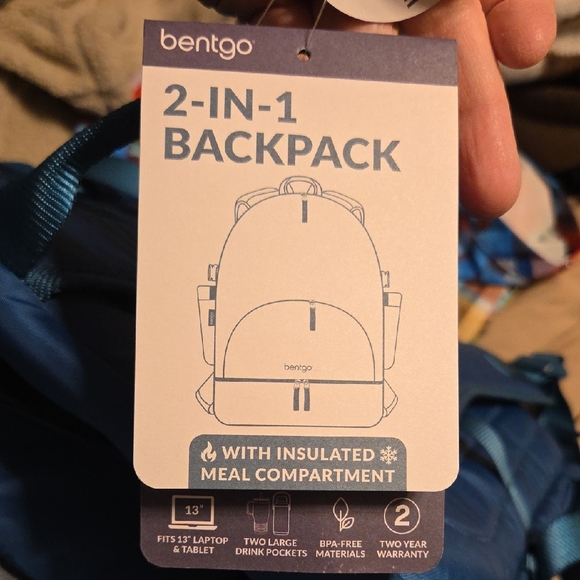 bentgo
2-IN-1
BACKPACK
bentgo
WITH INSULATED
MEAL COMPARTMENT
13"
FITS 13" LAPTOP
& TABLET
TWO LARGE
DRINK POCKETS
BPA-FREE
MATERIALS
2
TWO YEAR
WARRANTY